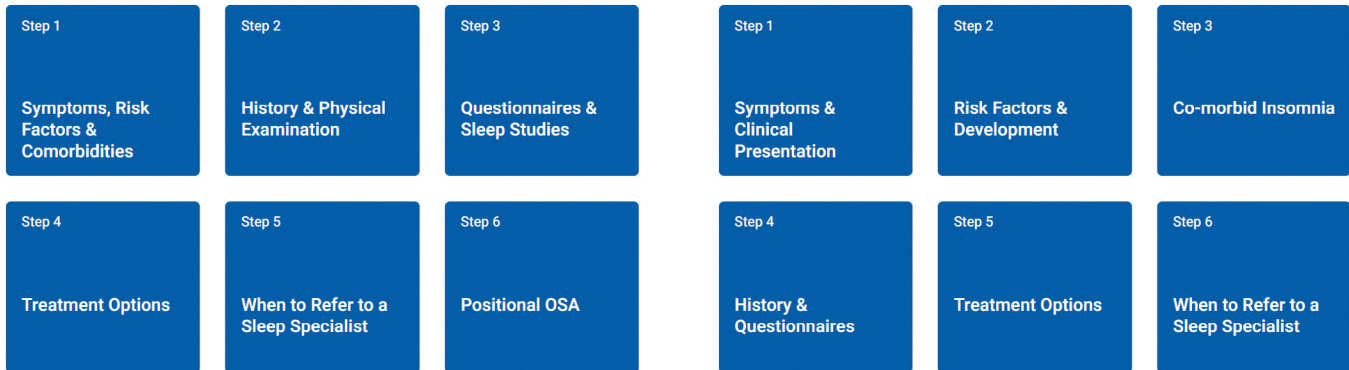 Step 1
Symptoms, Risk
Factors &
Comorbidities
Step 2
History & Physical
Examination
Step 3
Questionnaires &
Sleep Studies
Step 4
Treatment Options
Step 5
When to Refer to a
Sleep Specialist
Step 6
Positional OSA
Step 1
Symptoms &
Clinical
Presentation
Step 2
Risk Factors &
Development
Step 3
Co-morbid Insomnia
Step 4
History &
Questionnaires
Step 5
Treatment Options
Step 6
When to Refer to a
Sleep Specialist